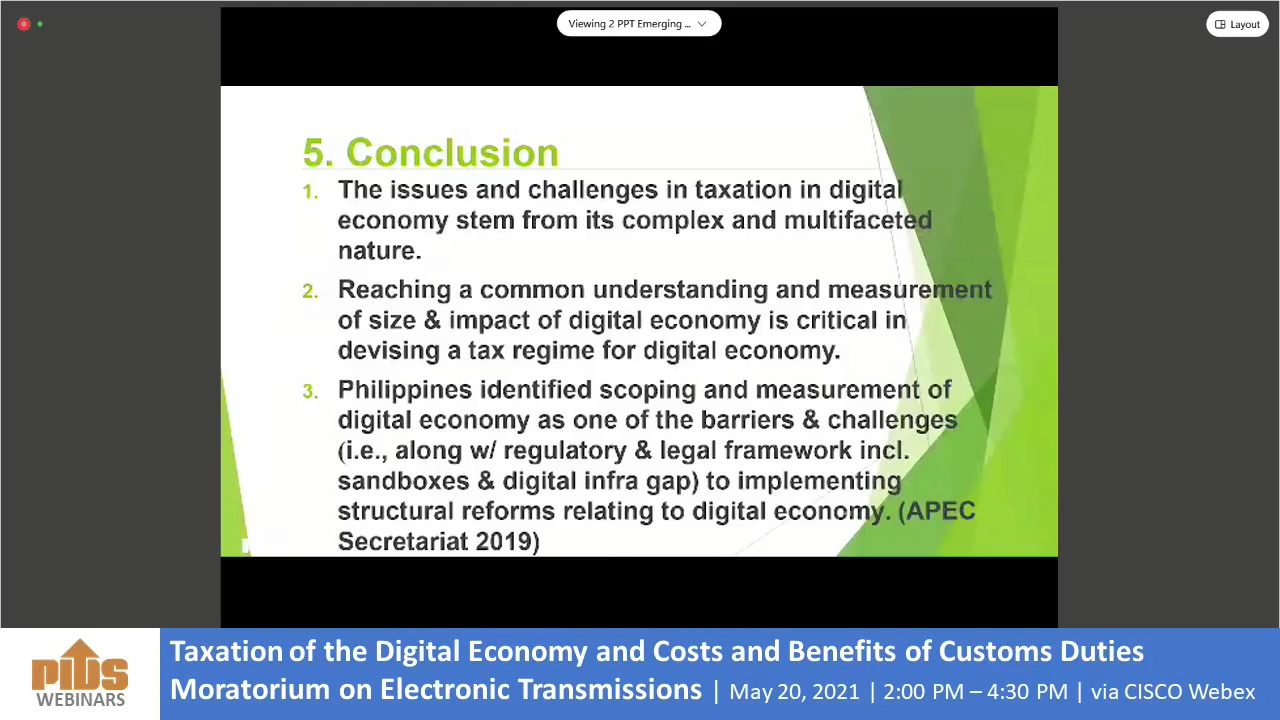 Viewing 2 PPT Emerging ...
Layout
5. Conclusion
1. The issues and challenges in taxation in digital
economy stem from its complex and multifaceted
nature.
2. Reaching a common understanding and measurement
of size & impact of digital economy is critical in
devising a tax regime for digital economy.
3. Philippines identified scoping and measurement of
digital economy as one of the barriers & challenges
(i.e., along w/ regulatory & legal framework incl.
sandboxes & digital infra gap) to implementing
structural reforms relating to digital economy. (APEC
Secretariat 2019)
PIDS
WEBINARS
Taxation of the Digital Economy and Costs and Benefits of Customs Duties
Moratorium on Electronic Transmissions | May 20, 2021 | 2:00 PM – 4:30 PM | via CISCO Webex